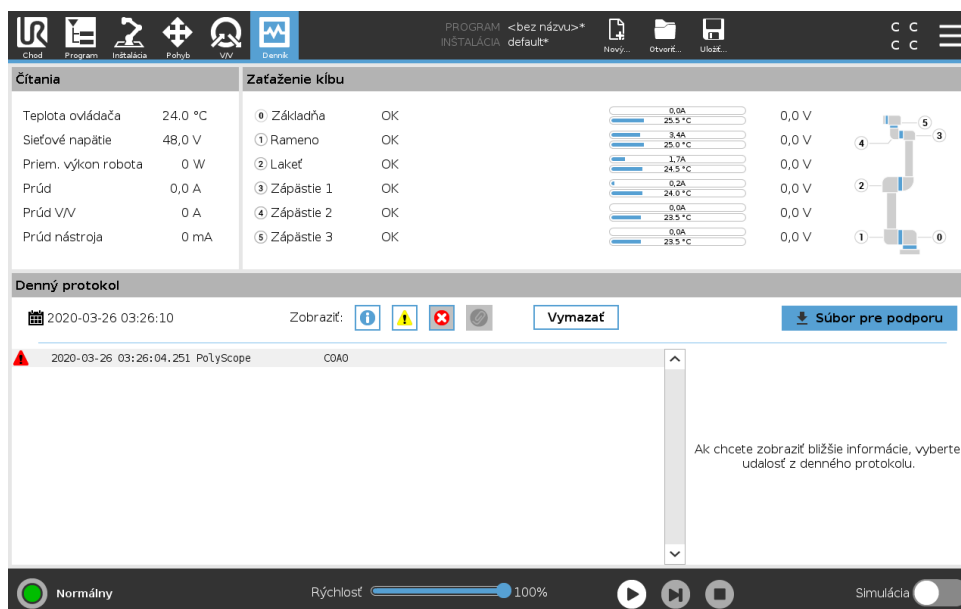 PROGRAM <bez názvu>*
INŠTALÁCIA default*
Chod Program Inštalácia Pohyb V/V Denník
Nový... Otvoriť... Uložiť...
C C
C C
Čítania
Teplota ovládača 24.0 °C
Sieťové napätie 48,0 V
Priem. výkon robota 0 W
Prúd 0,0 A
Prúd V/V 0 A
Prúd nástroja 0 mA
Zaťaženie kĺbu
0 Základňa OK 0,0A 25.5 °C 0,0 V
1 Rameno OK 3,4A 25.0 °C 0,0 V
2 Lakeť OK 1,7A 24.5 °C 0,0 V
3 Zápästie 1 OK 0,2A 24.0 °C 0,0 V
4 Zápästie 2 OK 0,0A 23.5 °C 0,0 V
5 Zápästie 3 OK 0,0A 23.5 °C 0,0 V
5
4 3
2
1 0
Denný protokol
2020-03-26 03:26:10 Zobraziť: Vymazať Súbor pre podporu
2020-03-26 03:26:04.251 PolyScope C0A0
Ak chcete zobraziť bližšie informácie, vyberte
udalosť z denného protokolu.
Normálny Rýchlosť 100% Simulácia